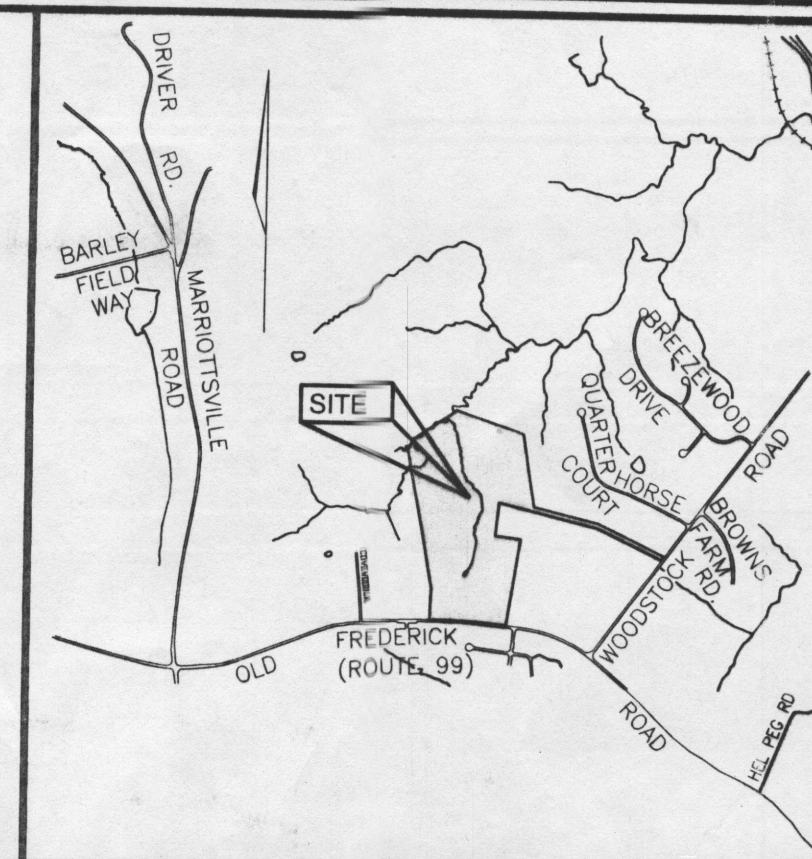 DRIVER
RD.
BARLEY
FIELD
WAY
MARRIOTTSVILLE
ROAD
SITE
BREEZEWOOD
DRIVE
QUARTER HORSE
COURT
ROAD
BROWNS
FARM
RD.
WOODSTOCK
FREDERICK
(ROUTE 99)
OLD
ROAD
HEL PEG RD